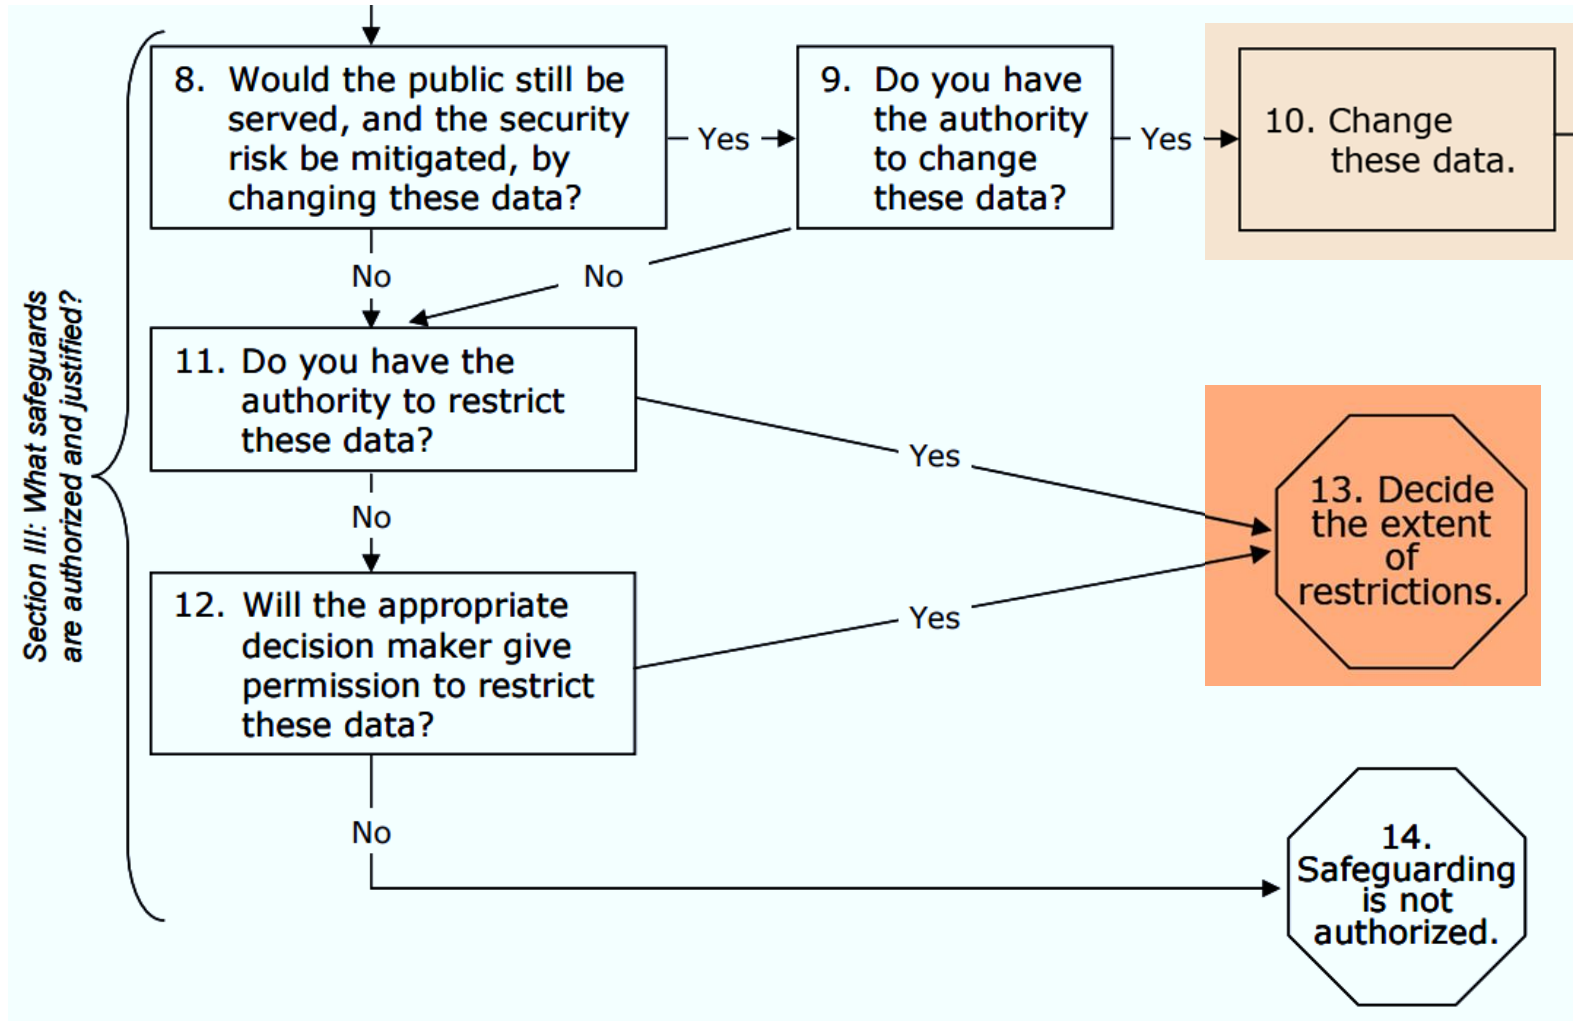 8. Would the public still be
served, and the security
risk be mitigated, by
changing these data?
Yes
9. Do you have
the authority
to change
these data?
Yes
10. Change
these data.
No
No
11. Do you have the
authority to restrict
these data?
Yes
13. Decide
the extent
of
restrictions.
No
12. Will the appropriate
decision maker give
permission to restrict
these data?
Yes
No
14.
Safeguarding
is not
authorized.
Section III: What safeguards
are authorized and justified?